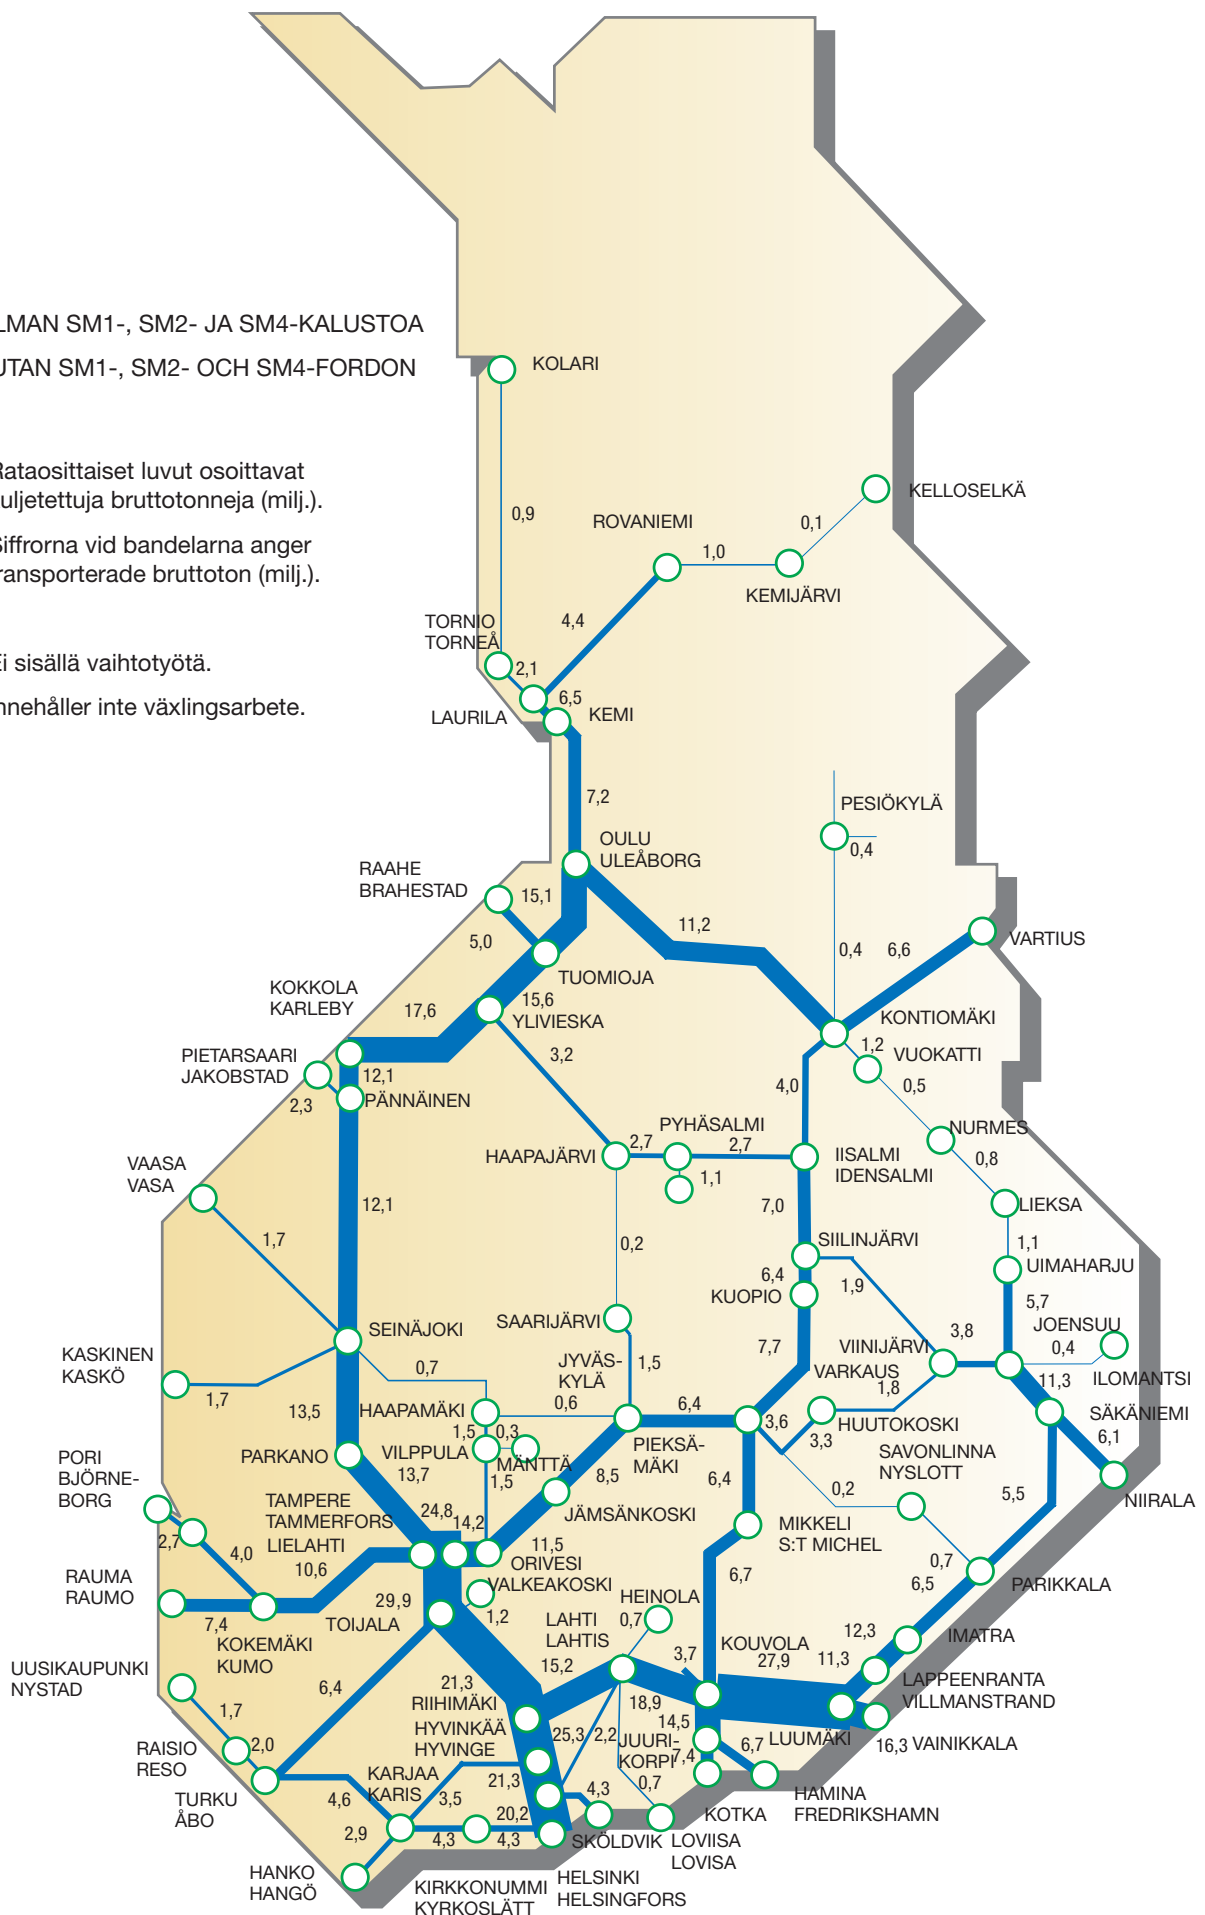 LMAN SM1-, SM2- JA SM4-KALUSTOA
UTAN SM1-, SM2- OCH SM4-FORDON
KOLARI
Rataosittaiset luvut osoittavat
uljetettuja bruttotonneja (milj.).
KELLOSELKÄ
0,9
ROVANIEMI
0,1
Siffrorna vid bandelarna anger
transporterade bruttoton (milj.).
1,0
KEMIJÄRVI
TORNIO
TORNEÅ
4,4
Ei sisällä vaihtotyötä.
2,1
nnehåller inte växlingsarbete.
6,5
LAURILA
KEMI
7,2
PESIÖKYLÄ
0,4
OULU
ULEÅBORG
RAAHE
BRAHESTAD
15,1
11,2
5,0
0,4
6,6
VARTIUS
TUOMIOJA
KOKKOLA
KARLEBY
17,6
15,6
YLIVIESKA
KONTIOMÄKI
1,2
VUOKATTI
3,2
PIETARSAARI
JAKOBSTAD
12,1
4,0
0,5
2,3
PÄNNÄINEN
PYHÄSALMI
NURMES
HAAPAJÄRVI
2,7
2,7
IISALMI
IDENSALMI
0,8
VAASA
VASA
1,1
12,1
7,0
LIEKSA
1,7
0,2
SIILINJÄRVI
1,1
6,4
1,9
UIMAHARJU
KUOPIO
5,7
SAARIJÄRVI
SEINÄJOKI
JOENSUU
3,8
0,4
KASKINEN
KASKÖ
0,7
JYVÄS-
KYLÄ
1,5
7,7
VIINIJÄRVI
VARKAUS
11,3
ILOMANTSI
1,7
1,8
13,5
HAAPAMÄKI
0,6
6,4
3,6
HUUTOKOSKI
SÄKÄNIEMI
1,5
0,3
3,3
6,1
PARKANO
VILPPULA
MÄNTTÄ
PIEKSÄ-
MÄKI
SAVONLINNA
NYSLOTT
PORI
BJÖRNE-
BORG
13,7
1,5
8,5
6,4
0,2
5,5
NIIRALA
TAMPERE
TAMMERFORS
24,8
14,2
JÄMSÄNKOSKI
MIKKELI
S:T MICHEL
LIELAHTI
2,7
4,0
10,6
11,5
ORIVESI
VALKEAKOSKI
6,7
0,7
RAUMA
RAUMO
6,5
PARIKKALA
29,9
HEINOLA
7,4
TOIJALA
1,2
0,7
12,3
IMATRA
KOKEMÄKI
KUMO
LAHTI
LAHTIS
3,7
KOUVOLA
27,9
11,3
UUSIKAUPUNKI
NYSTAD
15,2
LAPPEENRANTA
VILLMANSTRAND
6,4
21,3
RIIHIMÄKI
18,9
1,7
14,5
HYVINKÄÄ
HYVINGE
25,3
2,2
LUUMÄKI
16,3
VAINIKKALA
RAISIO
RESO
2,0
JUURI-
KORPI
7,4
6,7
KARJAA
KARIS
21,3
4,3
0,7
TURKU
ÅBO
4,6
3,5
20,2
HAMINA
FREDRIKSHAMN
KOTKA
2,9
4,3
4,3
SKÖLDVIK
LOVIISA
LOVISA
HANKO
HANGÖ
KIRKKONUMMI
KYRKOSLÄTT
HELSINKI
HELSINGFORS